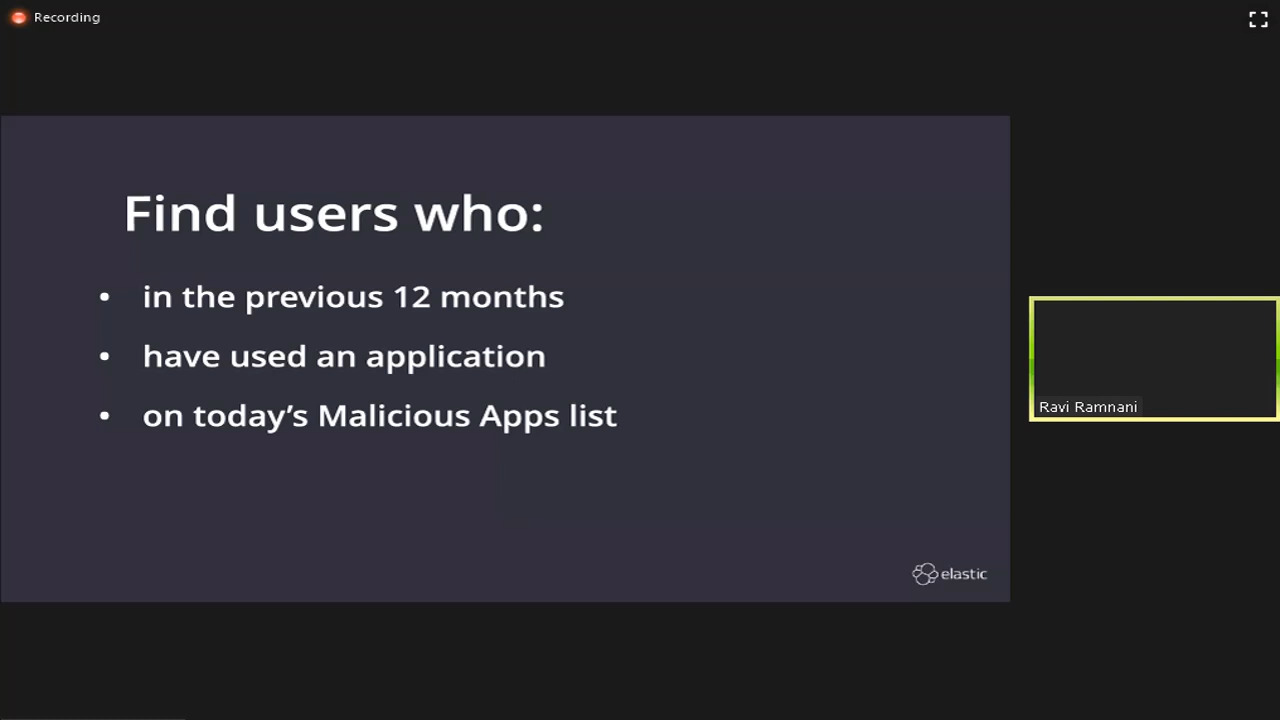 Recording
Find users who:
• in the previous 12 months
• have used an application
• on today's Malicious Apps list
Ravi Ramnani
elastic